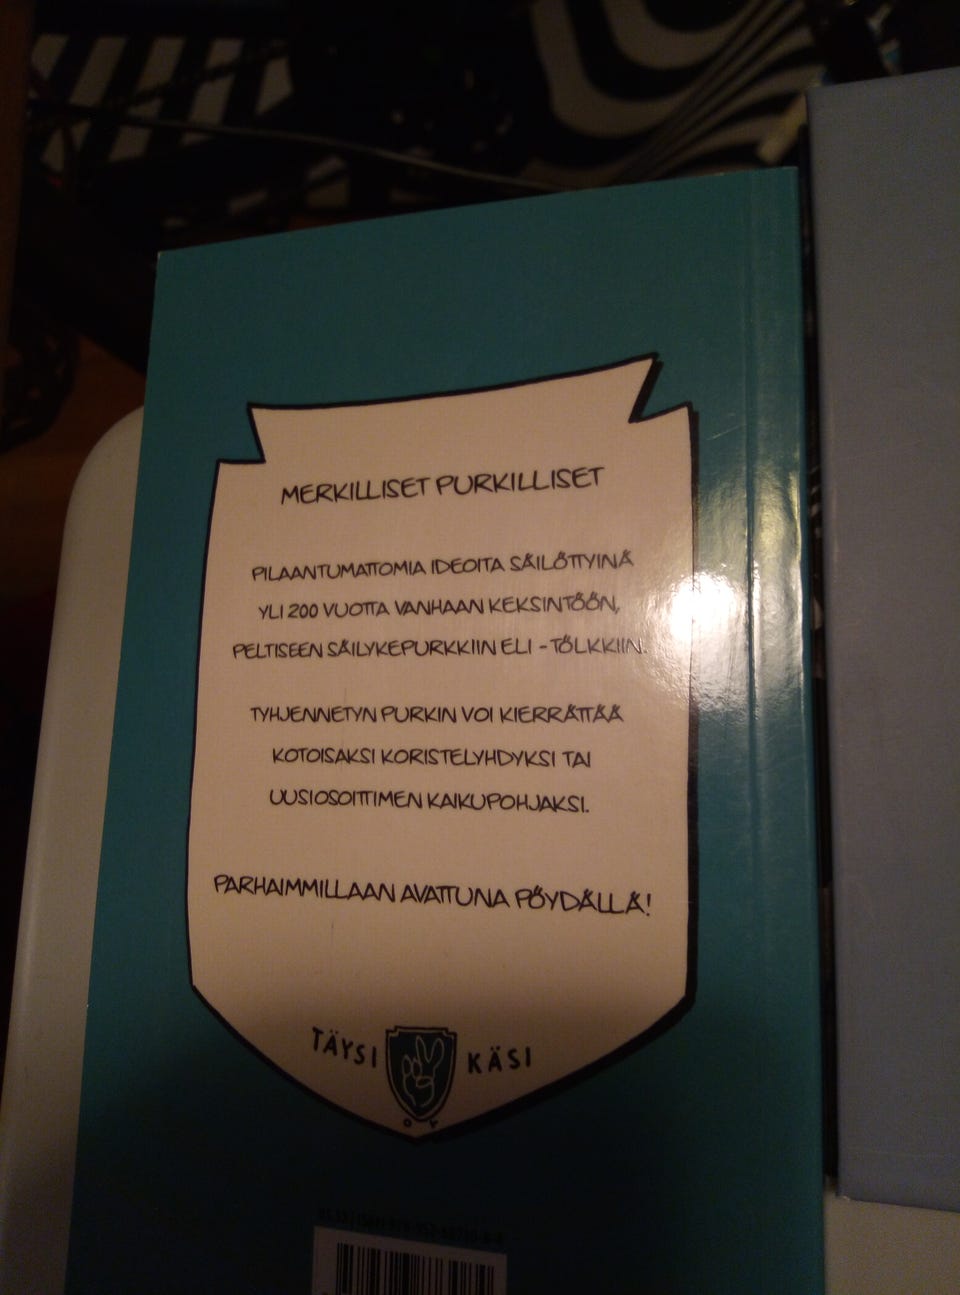 MERKILLISET PURKILLISET
PILAANTUMATTOMIA IDEOITA SÄILÖTTYINÄ
YLI 200 VUOTTA VANHAAN KEKSINTÖÖN,
PELTISEEN SÄILYKEPURKKIIN ELI -TÖLKKIIN.
TYHJENNETYN PURKIN VOI KIERRÄTTÄÄ
KOTOISAKSI KORISTELYHDYKSI TAI
UUSIOSOITTIMEN KAIKUPOHJAKSI.
PARHAIMMILLAAN AVATTUNA PÖYDÄLLÄ!
TÄYSI KÄSI
OY